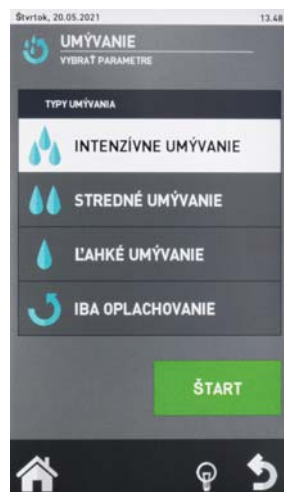 Štvrtok, 20.05.2021 13.48
UMÝVANIE
VYBRAŤ PARAMETRE
TYPY UMÝVANIA
INTENZÍVNE UMÝVANIE
STREDNÉ UMÝVANIE
ĽAHKÉ UMÝVANIE
IBA OPLACHOVANIE
ŠTART